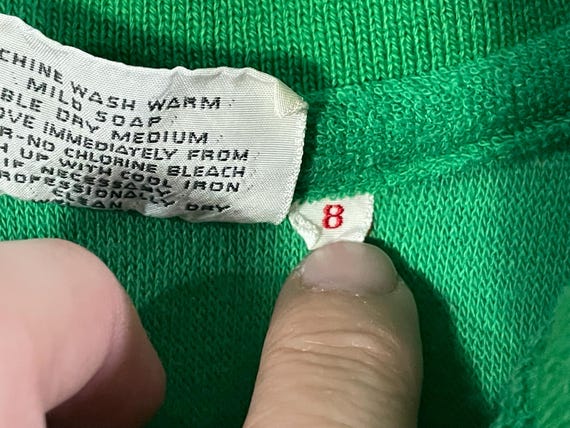 CHINE WASH WARM
MILD SOAP
BLE DRY MEDIUM
OVE IMMEDIATELY FROM
R-NO CHLORINE BLEACH
H UP WITH COOL IRON
IF NECESSARY
PROFESSIONALLY DRY
CLEAN
8